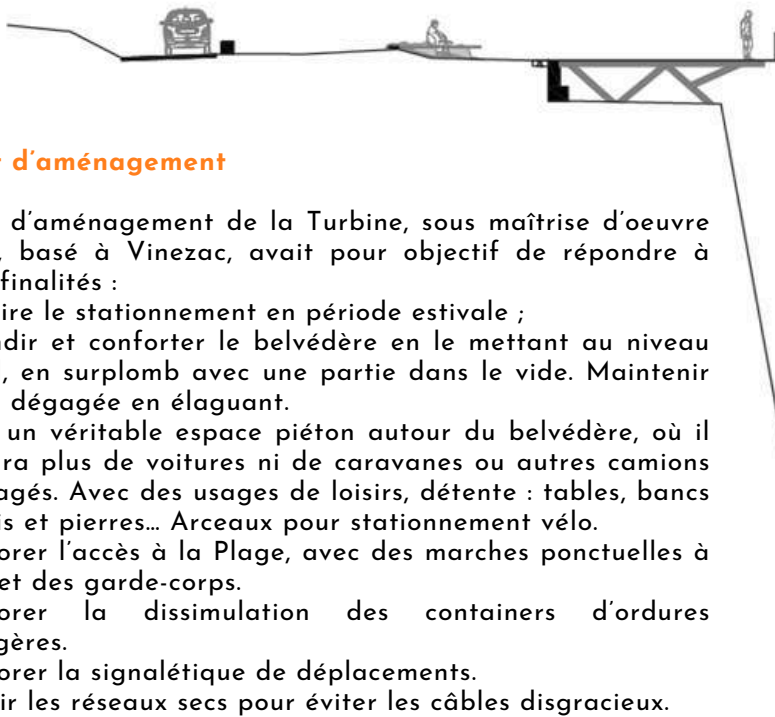 d'aménagement
d'aménagement de la Turbine, sous maîtrise d'oeuvre
, basé à Vinezac, avait pour objectif de répondre à
finalités :
ire le stationnement en période estivale ;
ndir et conforter le belvédère en le mettant au niveau
, en surplomb avec une partie dans le vide. Maintenir
dégagée en élaguant.
un véritable espace piéton autour du belvédère, où il
ra plus de voitures ni de caravanes ou autres camions
agés. Avec des usages de loisirs, détente : tables, bancs
is et pierres... Arceaux pour stationnement vélo.
orer l'accès à la Plage, avec des marches ponctuelles à
et des garde-corps.
orer la dissimulation des containers d'ordures
gères.
orer la signalétique de déplacements.
ir les réseaux secs pour éviter les câbles disgracieux.